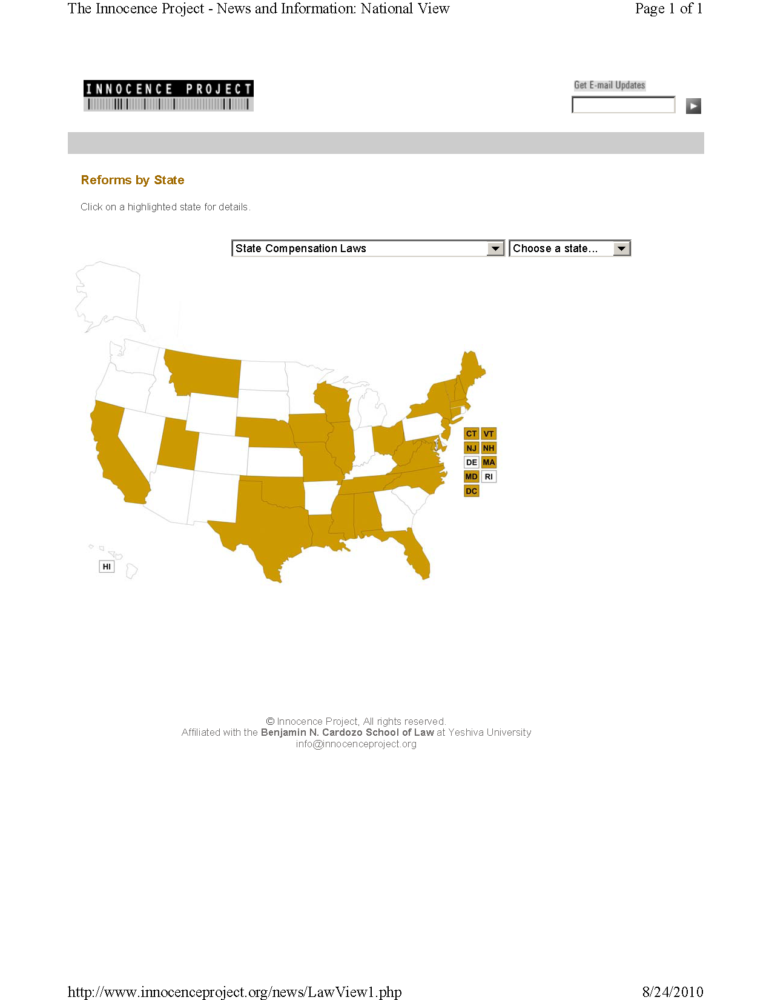 The Innocence Project - News and Information: National View Page 1 of 1
INNOCENCE PROJECT
Get E-mail Updates
Reforms by State
Click on a highlighted state for details.
State Compensation Laws Choose a state...
CT VT
NJ NH
DE MA
MD RI
DC
HI
© Innocence Project, All rights reserved.
Affiliated with the Benjamin N. Cardozo School of Law at Yeshiva University
info@innocenceproject.org
http://www.innocenceproject.org/news/LawView1.php 8/24/2010